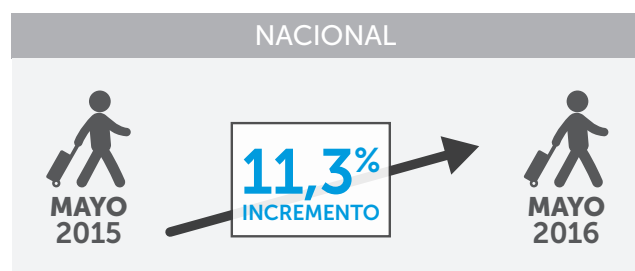 NACIONAL
11,3%
INCREMENTO
MAYO
2015
MAYO
2016